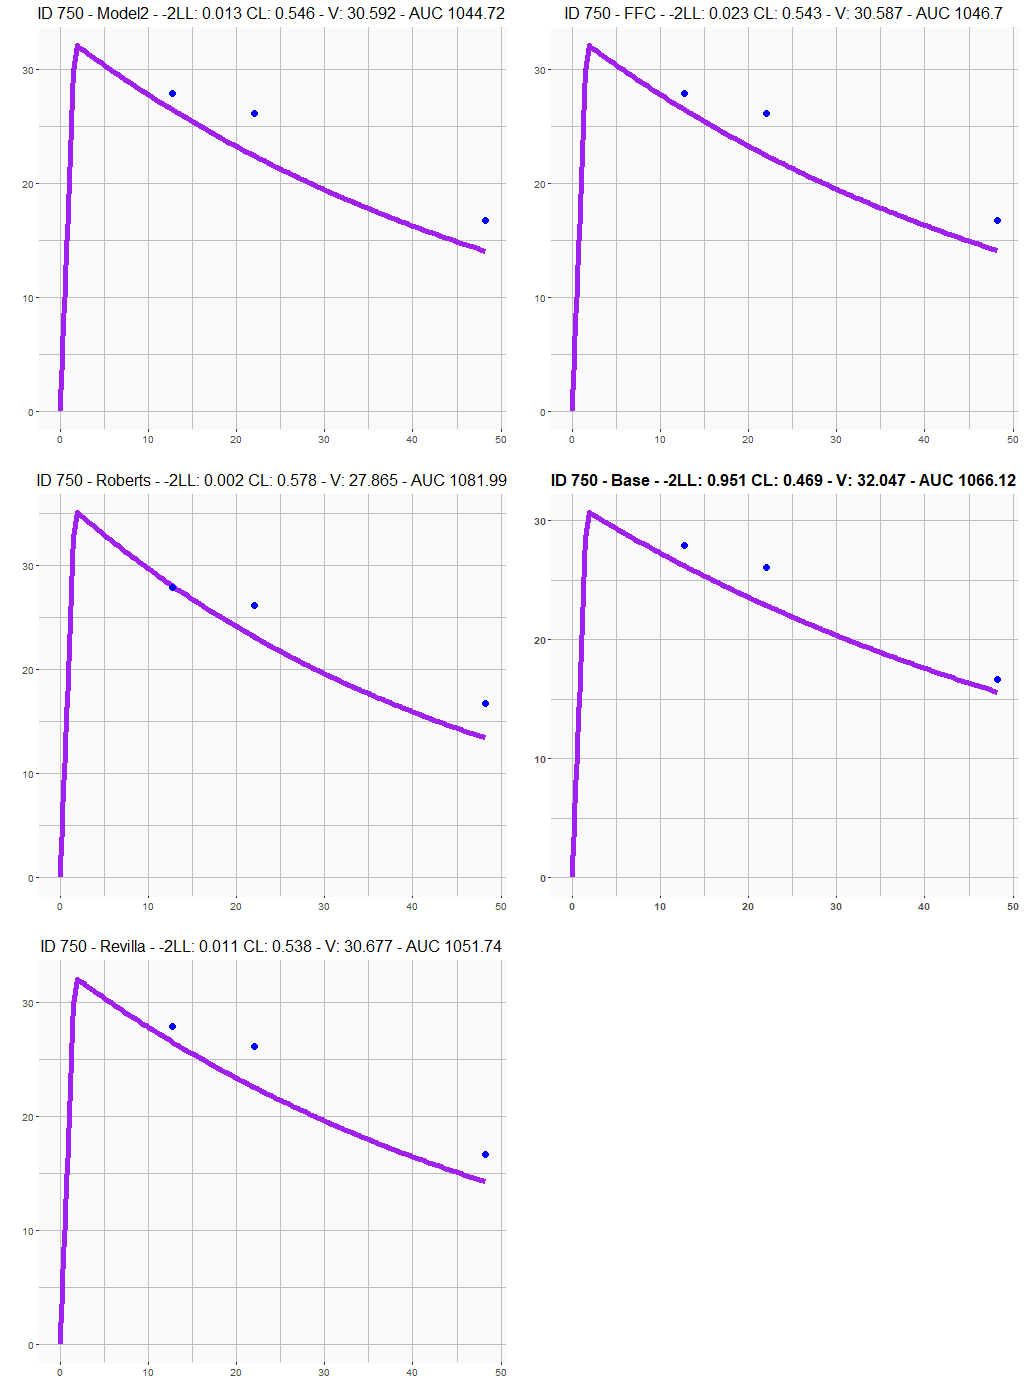 ID 750 - Model2 - -2LL: 0.013 CL: 0.546 - V: 30.592 - AUC 1044.72
30
20
10
0
0 10 20 30 40 50
ID 750 - FFC - -2LL: 0.023 CL: 0.543 - V: 30.587 - AUC 1046.7
30
20
10
0
0 10 20 30 40 50
ID 750 - Roberts - -2LL: 0.002 CL: 0.578 - V: 27.865 - AUC 1081.99
30
20
10
0
0 10 20 30 40 50
ID 750 - Base - -2LL: 0.951 CL: 0.469 - V: 32.047 - AUC 1066.12
30
20
10
0
0 10 20 30 40 50
ID 750 - Revilla - -2LL: 0.011 CL: 0.538 - V: 30.677 - AUC 1051.74
30
20
10
0
0 10 20 30 40 50